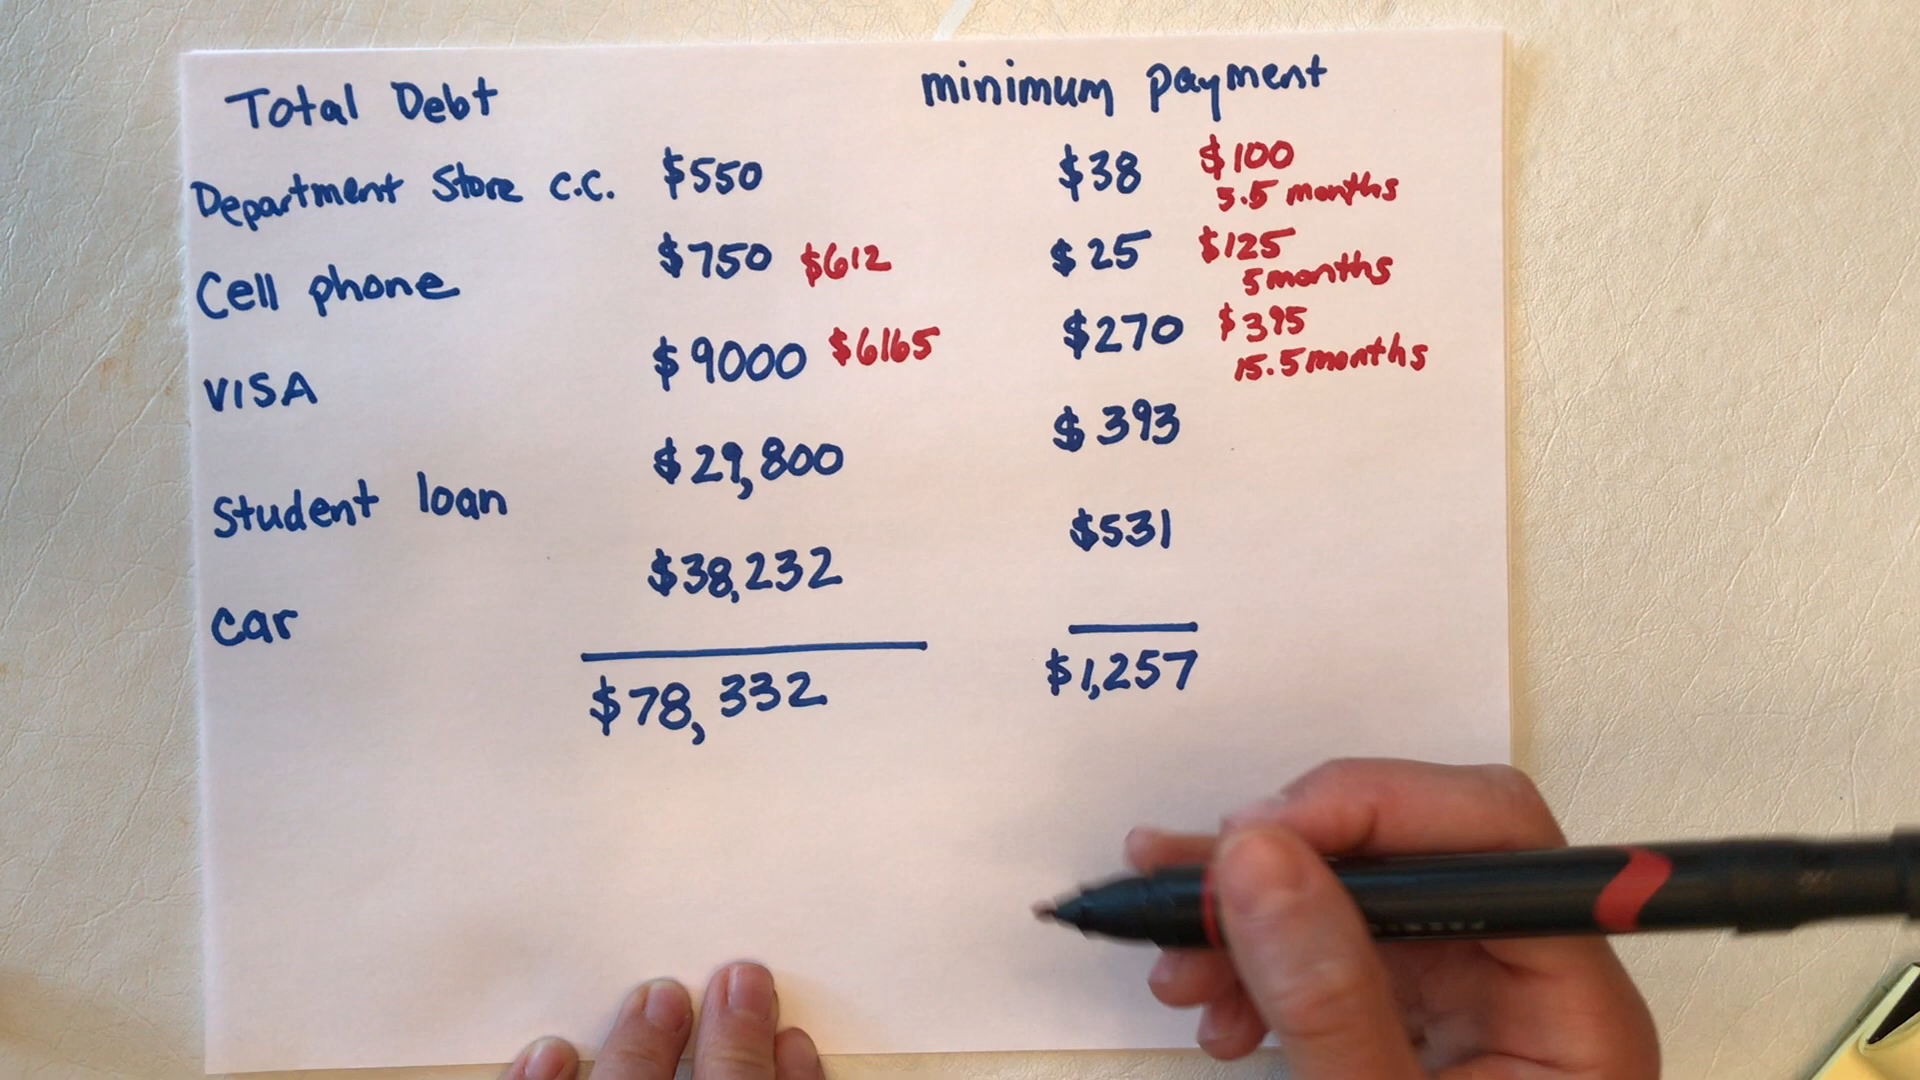 Total Debt minimum payment
Department Store c.c. $550 $38 $100
5.5 months
Cell phone $750 $612 $25 $125
5 months
VISA $9000 $6165 $270 $395
15.5 months
Student loan $29,800 $393
Car $38,232 $531
$78,332 $1,257